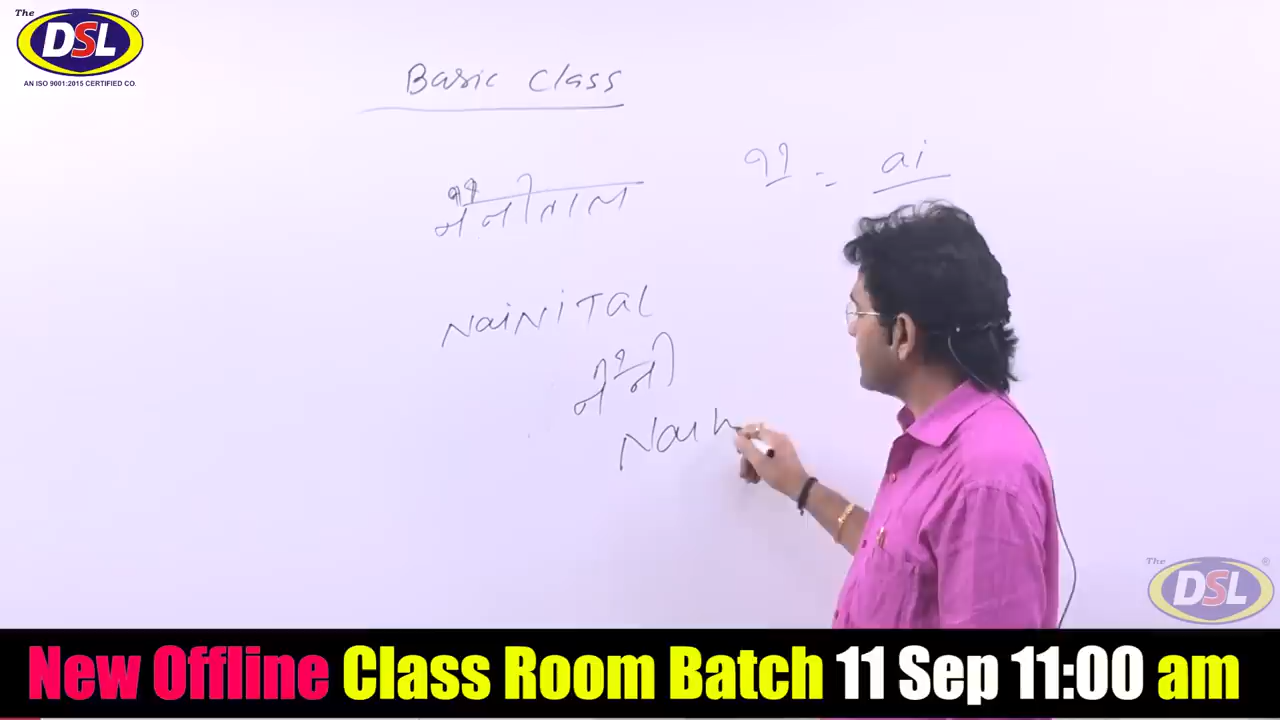 The
DSL
®
AN ISO 9001:2015 CERTIFIED CO.
Basic Class
ै = ai
नैनीताल
NaiNiTaL
नैनी
Nain
The
DSL
®
New Offline Class Room Batch 11 Sep 11:00 am